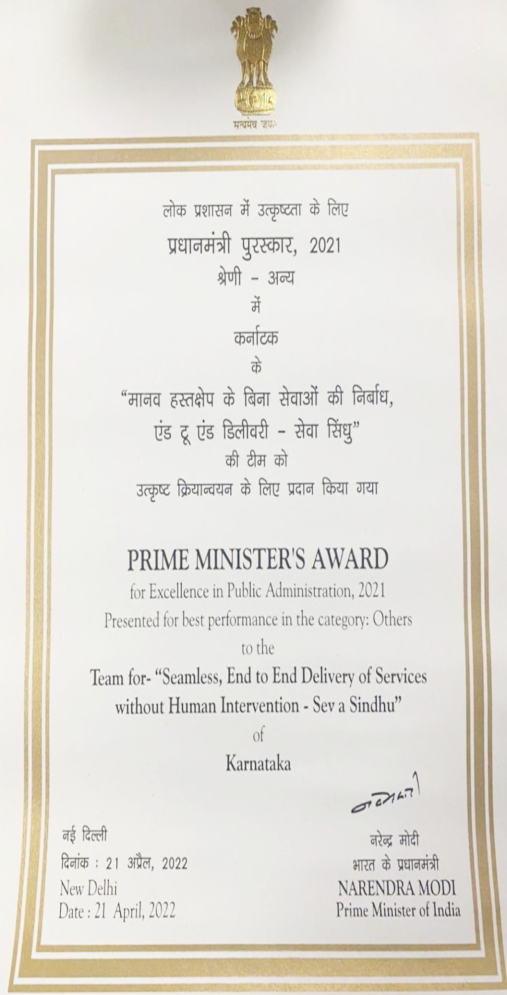 सत्यमेव जयते
लोक प्रशासन में उत्कृष्टता के लिए
प्रधानमंत्री पुरस्कार, 2021
श्रेणी - अन्य
में
कर्नाटक
के
“मानव हस्तक्षेप के बिना सेवाओं की निर्बाध,
एंड टू एंड डिलीवरी - सेवा सिंधु”
की टीम को
उत्कृष्ट क्रियान्वयन के लिए प्रदान किया गया
PRIME MINISTER'S AWARD
for Excellence in Public Administration, 2021
Presented for best performance in the category: Others
to the
Team for- “Seamless, End to End Delivery of Services
without Human Intervention - Sev a Sindhu”
of
Karnataka
नई दिल्ली
दिनांक : 21 अप्रैल, 2022
New Delhi
Date : 21 April, 2022
नरेन्द्र मोदी
भारत के प्रधानमंत्री
NARENDRA MODI
Prime Minister of India